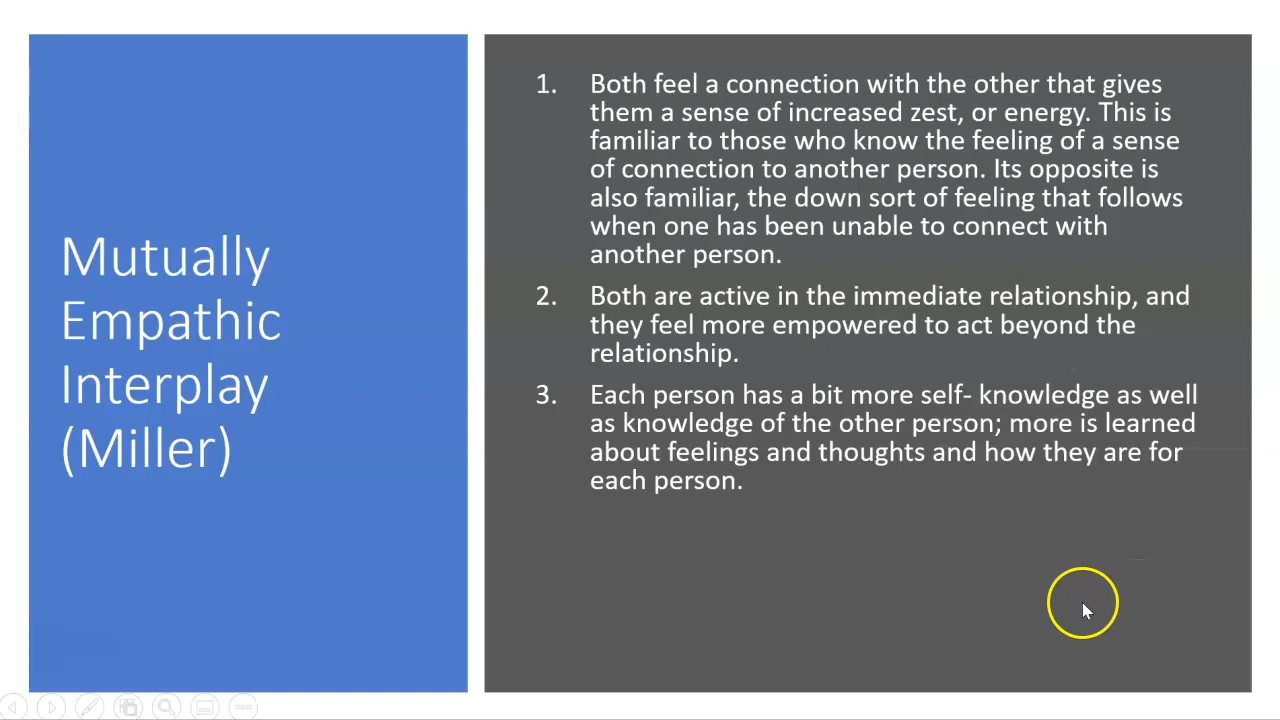 Mutually
Empathic
Interplay
(Miller)
1. Both feel a connection with the other that gives
them a sense of increased zest, or energy. This is
familiar to those who know the feeling of a sense
of connection to another person. Its opposite is
also familiar, the down sort of feeling that follows
when one has been unable to connect with
another person.
2. Both are active in the immediate relationship, and
they feel more empowered to act beyond the
relationship.
3. Each person has a bit more self- knowledge as well
as knowledge of the other person; more is learned
about feelings and thoughts and how they are for
each person.